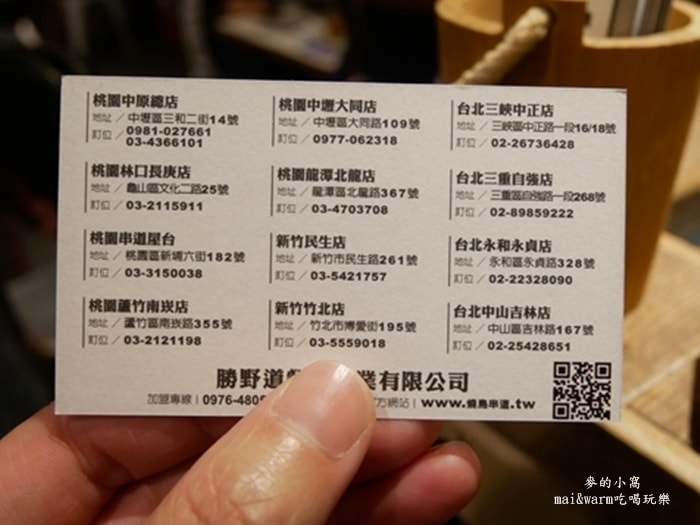 桃園中原總店
地址／中壢區三和二街14號
訂位／0981-027661
03-4366101
桃園林口長庚店
地址／龜山區文化二路25號
訂位／03-2115911
桃園串道屋台
地址／桃園區新埔六街182號
訂位／03-3150038
桃園蘆竹南崁店
地址／蘆竹區南崁路355號
訂位／03-2121198
桃園中壢大同店
地址／中壢區大同路109號
訂位／0977-062318
桃園龍潭北龍店
地址／龍潭區北龍路367號
訂位／03-4703708
新竹民生店
地址／新竹市民生路261號
訂位／03-5421757
新竹竹北店
地址／竹北市博愛街195號
訂位／03-5559018
台北三峽中正店
地址／三峽區中正路一段16/18號
訂位／02-26736428
台北三重自強店
地址／三重區自強路一段268號
訂位／02-89859222
台北永和永貞店
地址／永和區永貞路328號
訂位／02-22328090
台北中山吉林店
地址／中山區吉林路167號
訂位／02-25428651
勝野道 業有限公司
加盟專線｜0976-480 方網站｜www.燒鳥串道.tw
麥的小窩
mai&warm吃喝玩樂